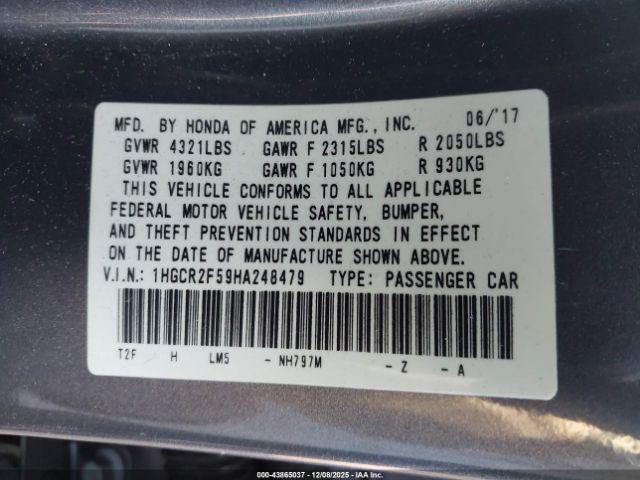 MFD. BY HONDA OF AMERICA MFG., INC. 06/'17
GVWR 4321LBS GAWR F 2315LBS R 2050LBS
GVWR 1960KG GAWR F 1050KG R 930KG
THIS VEHICLE CONFORMS TO ALL APPLICABLE
FEDERAL MOTOR VEHICLE SAFETY, BUMPER,
AND THEFT PREVENTION STANDARDS IN EFFECT
ON THE DATE OF MANUFACTURE SHOWN ABOVE.
V.I.N.: 1HGCR2F59HA248479 TYPE: PASSENGER CAR
T2F H LM5 - NH797M - Z - A
000-43865037 - 12/08/2025 - IAA Inc.